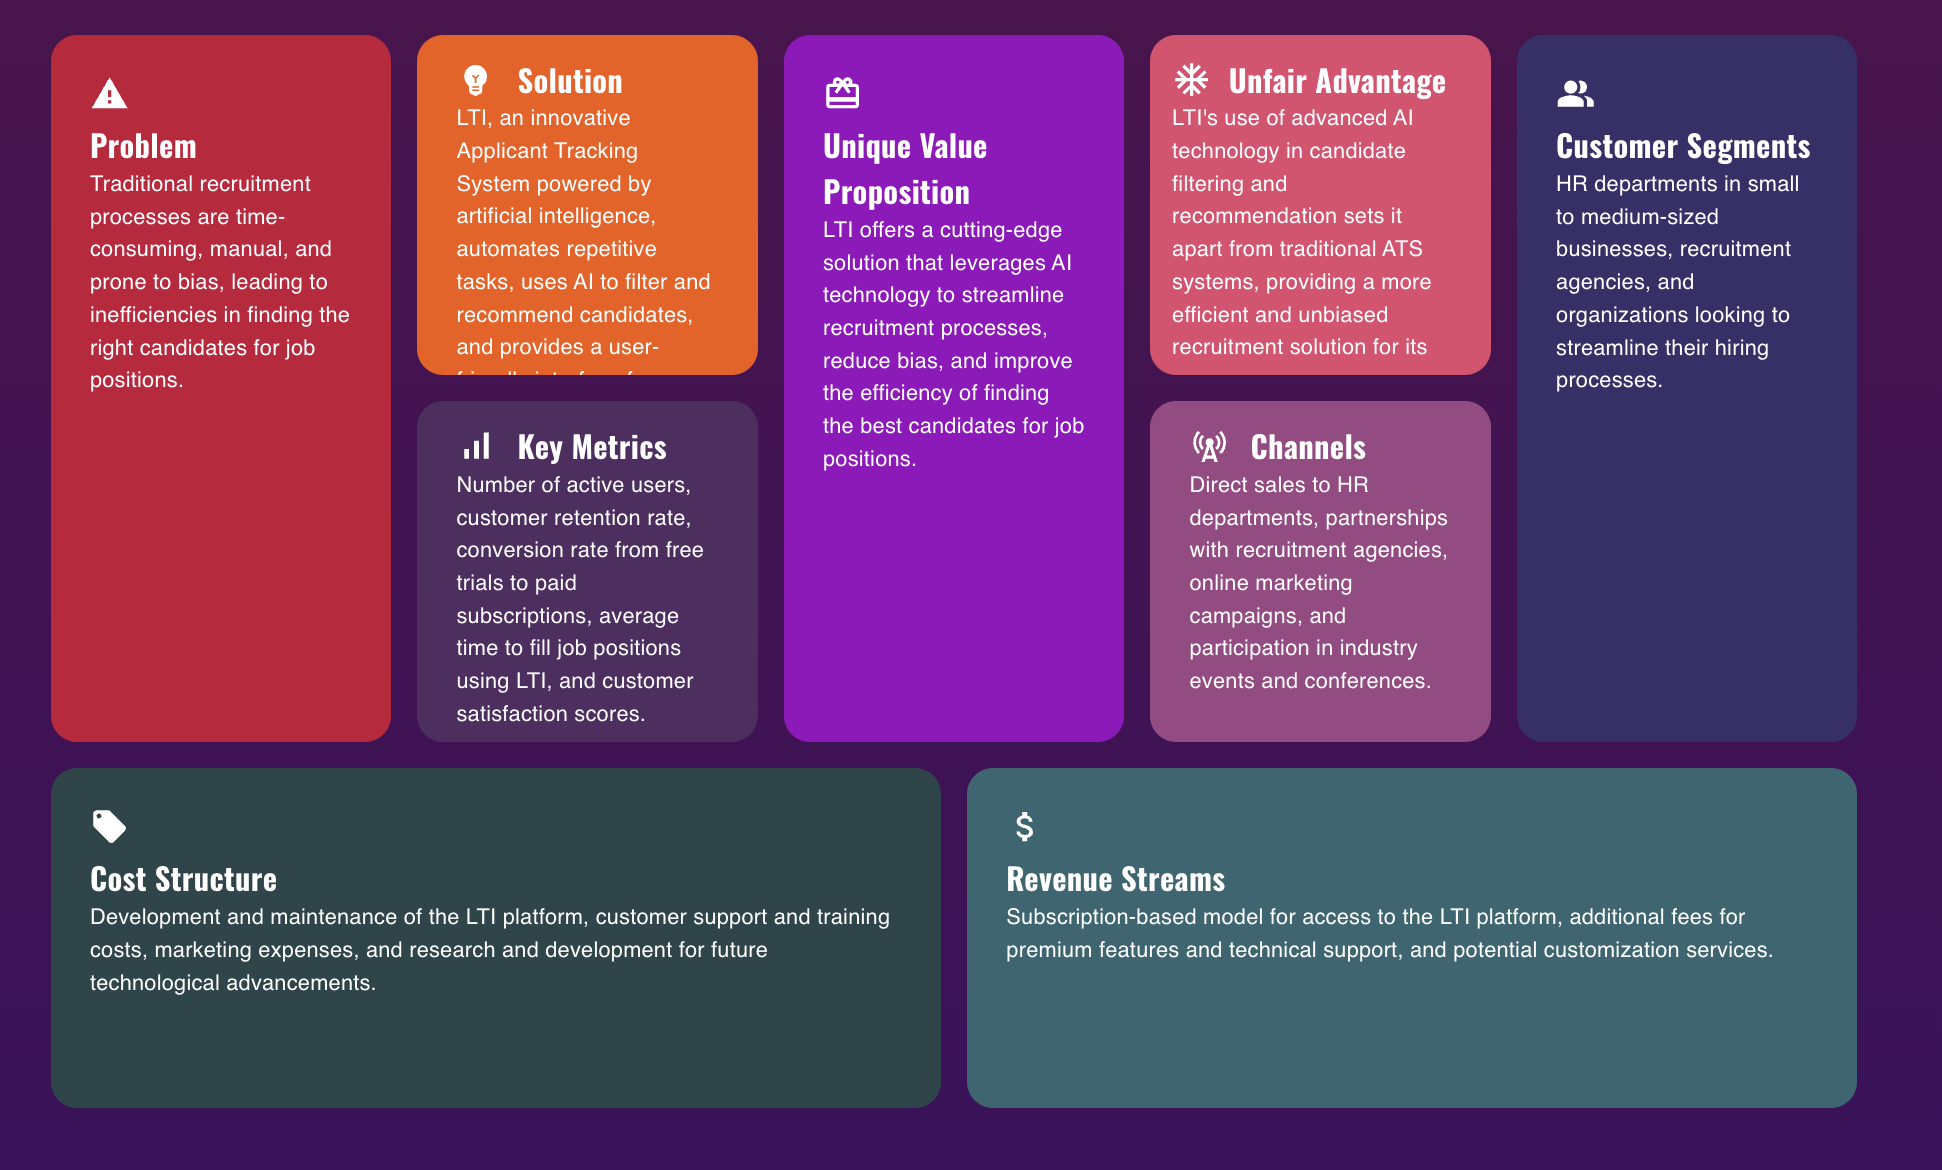 Problem
Traditional recruitment
processes are time-
consuming, manual, and
prone to bias, leading to
inefficiencies in finding the
right candidates for job
positions.
Solution
LTI, an innovative
Applicant Tracking
System powered by
artificial intelligence,
automates repetitive
tasks, uses AI to filter and
recommend candidates,
and provides a user-
Key Metrics
Number of active users,
customer retention rate,
conversion rate from free
trials to paid
subscriptions, average
time to fill job positions
using LTI, and customer
satisfaction scores.
Unique Value
Proposition
LTI offers a cutting-edge
solution that leverages AI
technology to streamline
recruitment processes,
reduce bias, and improve
the efficiency of finding
the best candidates for job
positions.
Unfair Advantage
LTI's use of advanced AI
technology in candidate
filtering and
recommendation sets it
apart from traditional ATS
systems, providing a more
efficient and unbiased
recruitment solution for its
Channels
Direct sales to HR
departments, partnerships
with recruitment agencies,
online marketing
campaigns, and
participation in industry
events and conferences.
Customer Segments
HR departments in small
to medium-sized
businesses, recruitment
agencies, and
organizations looking to
streamline their hiring
processes.
Cost Structure
Development and maintenance of the LTI platform, customer support and training
costs, marketing expenses, and research and development for future
technological advancements.
Revenue Streams
Subscription-based model for access to the LTI platform, additional fees for
premium features and technical support, and potential customization services.